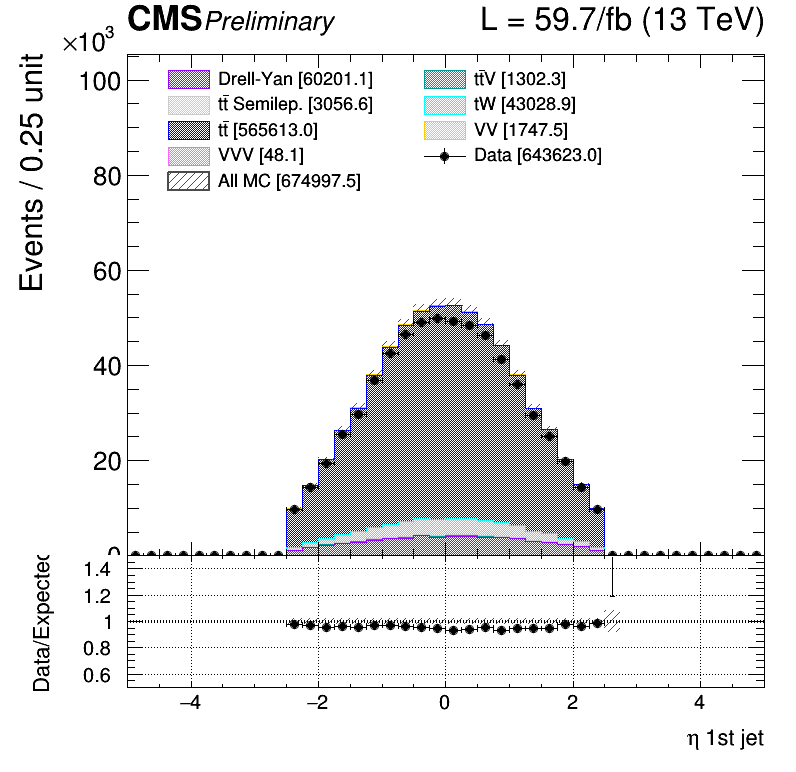 CMS Preliminary L = 59.7/fb (13 TeV)
×10³
Events / 0.25 unit
100
80
60
40
20
0
Drell-Yan [60201.1]
tt̄ Semilep. [3056.6]
tt̄ [565613.0]
VVV [48.1]
All MC [674997.5]
tt̄V [1302.3]
tW [43028.9]
VV [1747.5]
Data [643623.0]
Data/Expected
1.4
1.2
1
0.8
0.6
−4 −2 0 2 4
η 1st jet